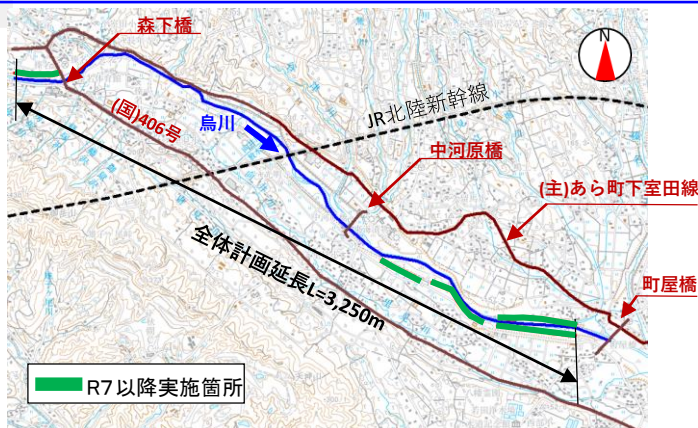 森下橋
N
(国)406号
烏川
JR北陸新幹線
中河原橋
(主)あら町下室田線
町屋橋
全体計画延長L=3,250m
R7以降実施箇所